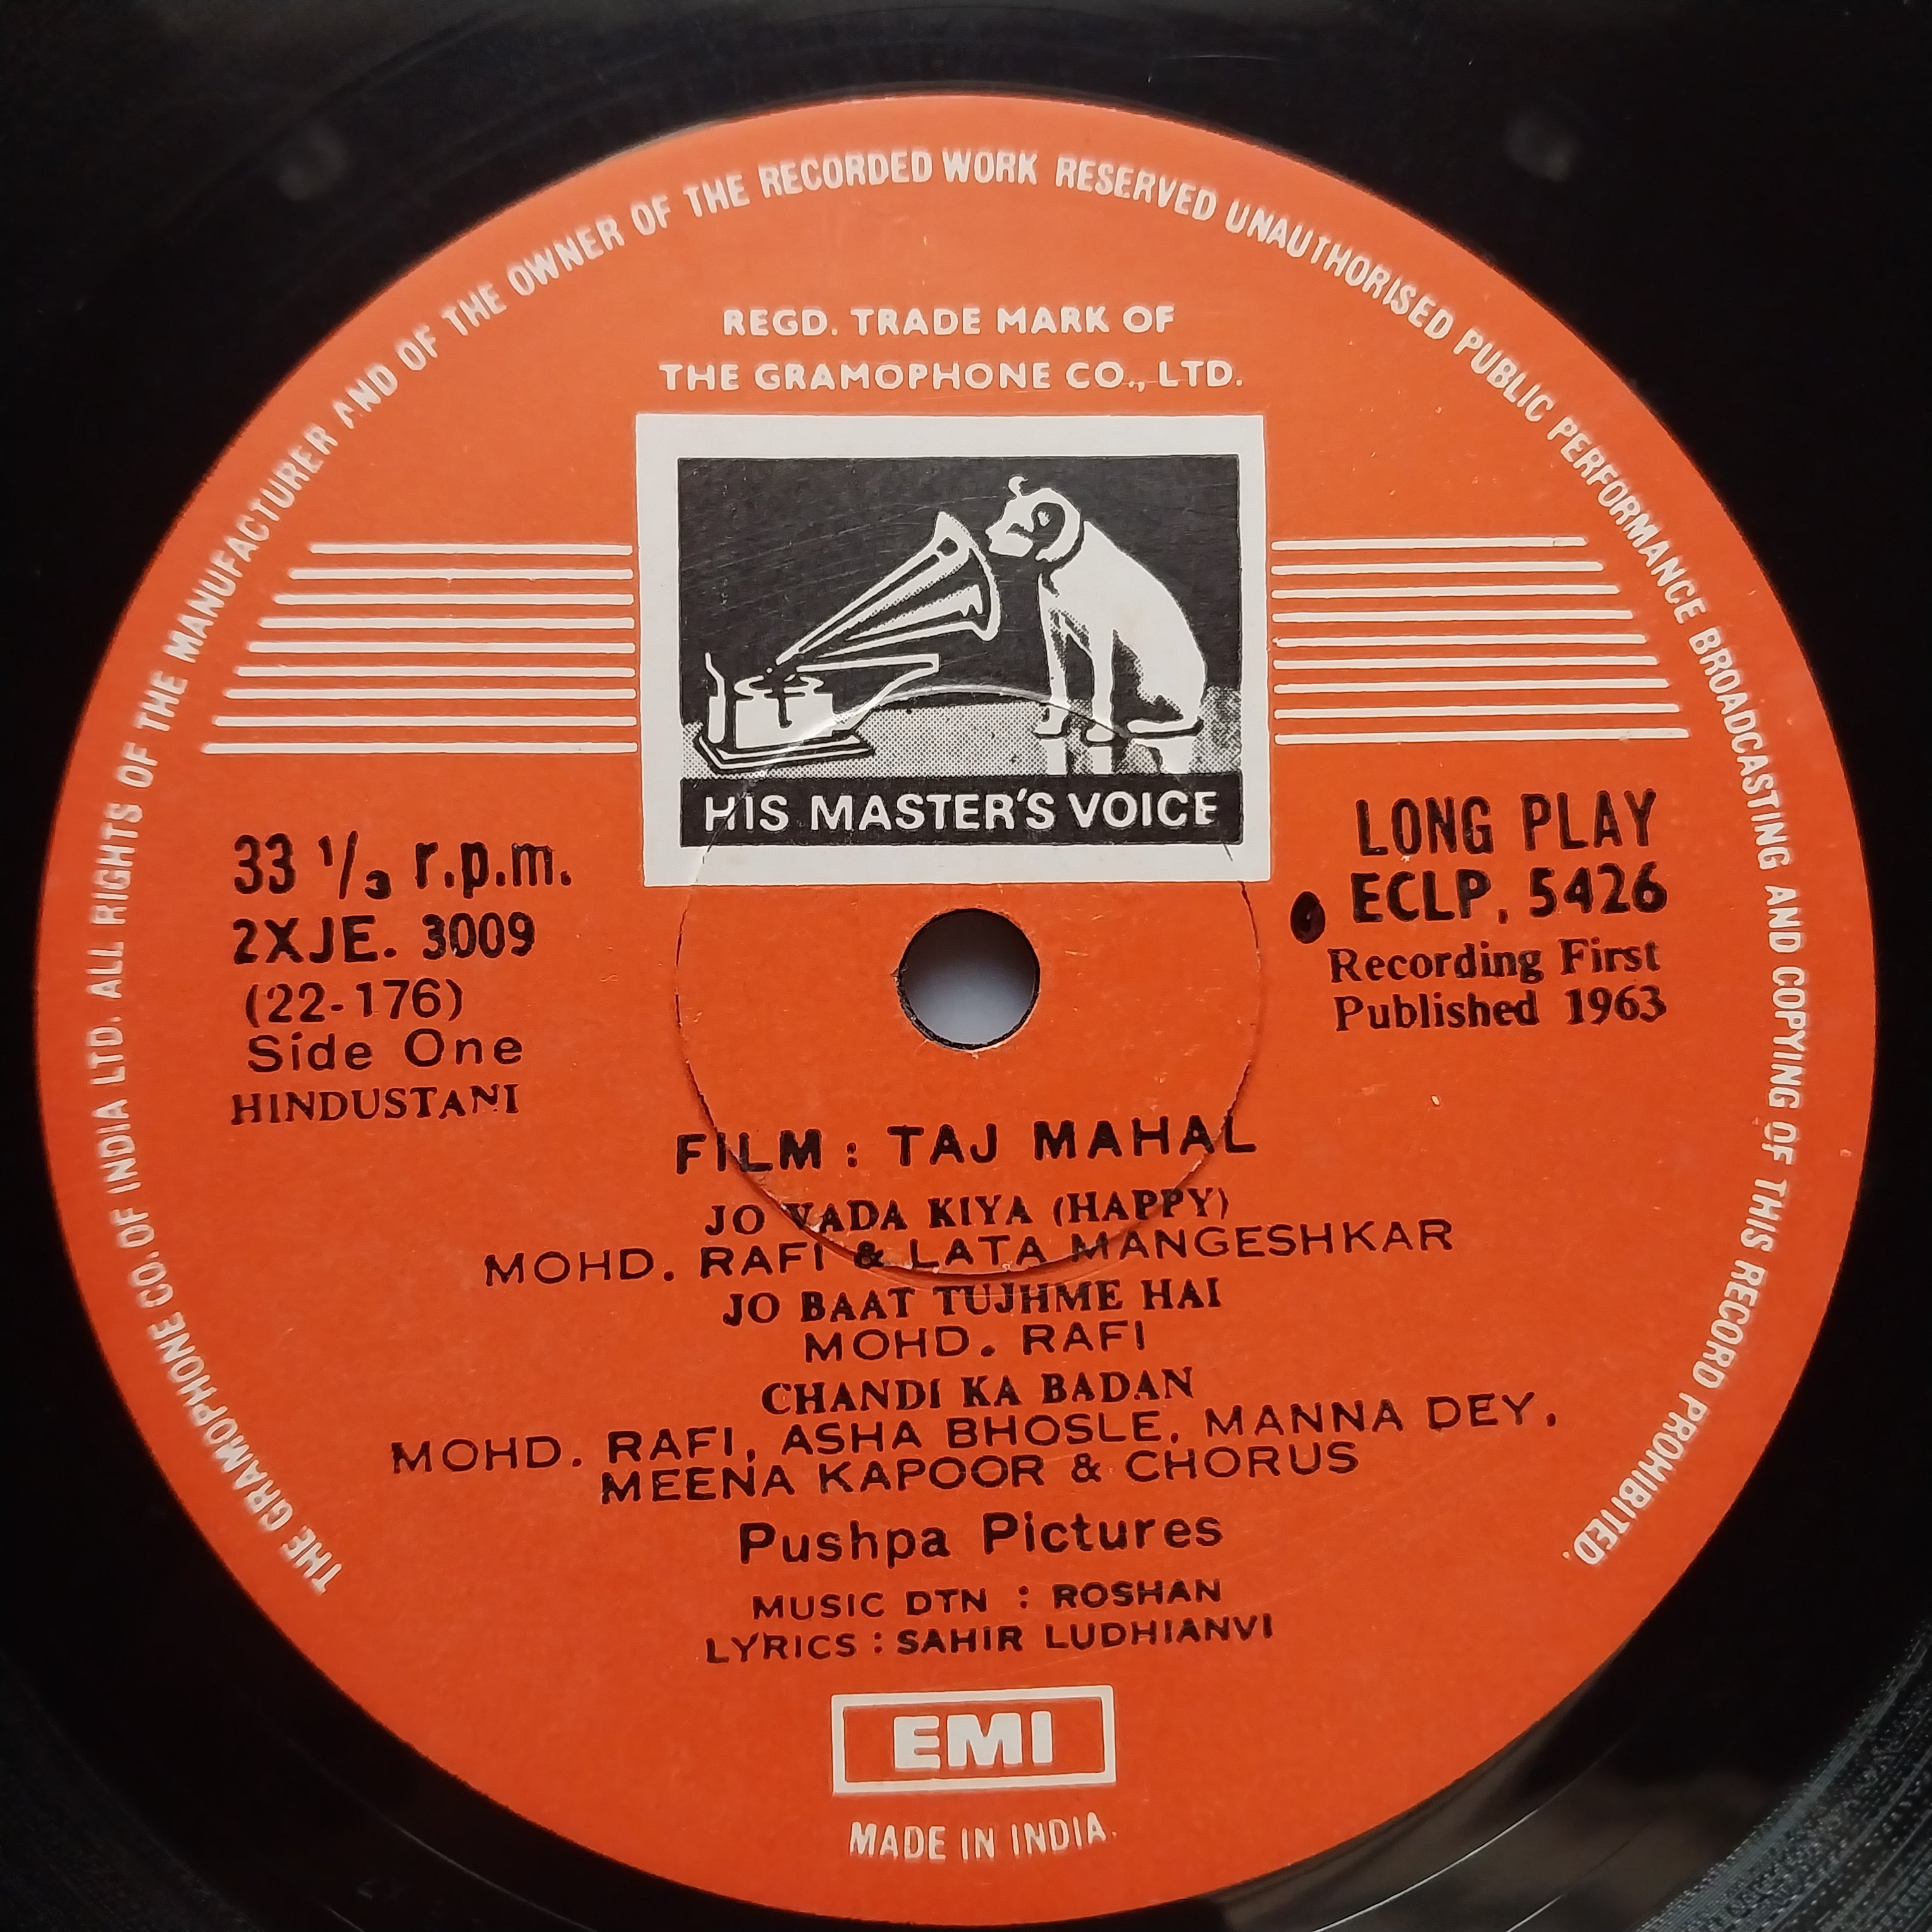 THE GRAMOPHONE CO. OF INDIA LTD. ALL RIGHTS OF THE MANUFACTURER AND OF THE OWNER OF THE RECORDED WORK RESERVED UNAUTHORISED PUBLIC PERFORMANCE BROADCASTING AND COPYING OF THIS RECORD PROHIBITED.
REGD. TRADE MARK OF
THE GRAMOPHONE CO., LTD.
HIS MASTER'S VOICE
33 1/3 r.p.m.
2XJE. 3009
(22-176)
Side One
HINDUSTANI
LONG PLAY
ECLP. 5426
Recording First
Published 1963
FILM : TAJ MAHAL
JO VADA KIYA (HAPPY)
MOHD. RAFI & LATA MANGESHKAR
JO BAAT TUJHME HAI
MOHD. RAFI
CHANDI KA BADAN
MOHD. RAFI, ASHA BHOSLE, MANNA DEY,
MEENA KAPOOR & CHORUS
Pushpa Pictures
MUSIC DTN : ROSHAN
LYRICS : SAHIR LUDHIANVI
EMI
MADE IN INDIA.